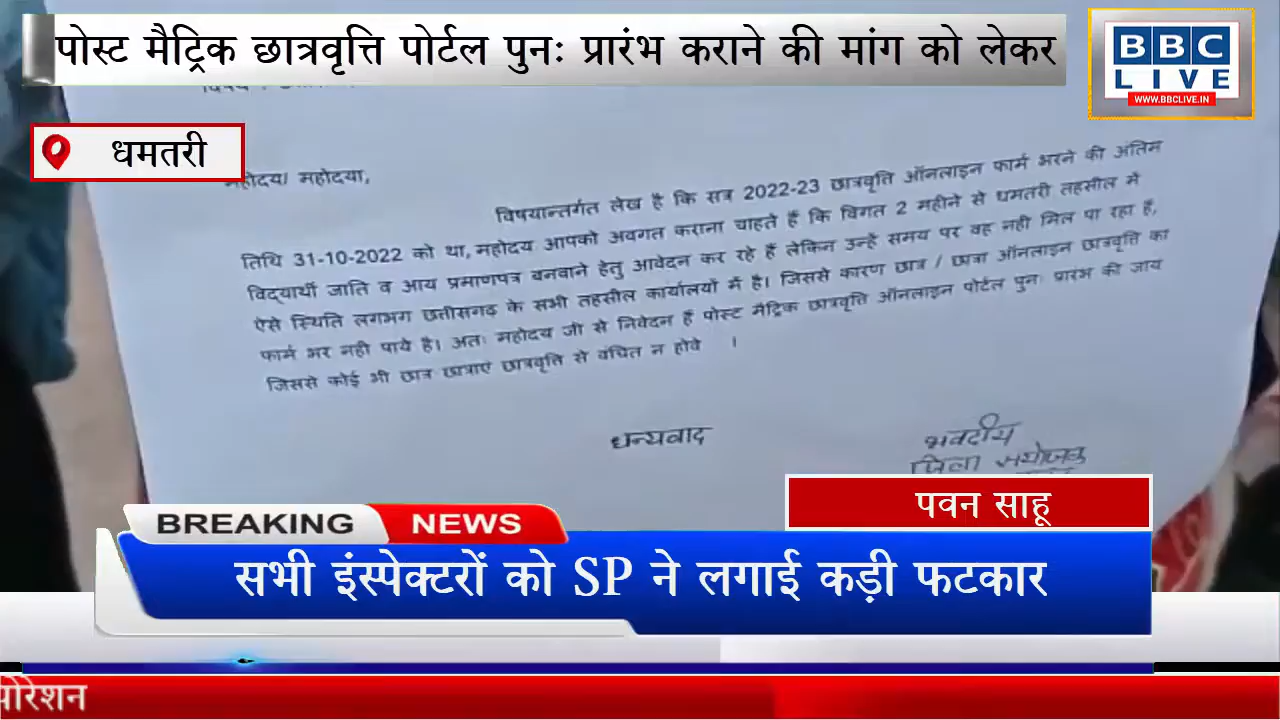 पोस्ट मैट्रिक छात्रवृत्ति पोर्टल पुनः प्रारंभ कराने की मांग को लेकर
BBC
LIVE
WWW.BBCLIVE.IN
धमतरी
महोदय/ महोदया,
विषयान्तर्गत लेख है कि सत्र 2022-23 छात्रवृति ऑनलाइन फार्म भरने की अंतिम
तिथि 31-10-2022 को था, महोदय आपको अवगत कराना चाहते हैं कि विगत 2 महीने से धमतरी तहसील में
विद्यार्थी जाति व आय प्रमाणपत्र बनवाने हेतु आवेदन कर रहे हैं लेकिन उन्हें समय पर वह नही मिल पा रहा है,
ऐसे स्थिति लगभग छत्तीसगढ़ के सभी तहसील कार्यालयों में है। जिससे कारण छात्र / छात्रा ऑनलाइन छात्रवृति का
फार्म भर नही पाये है। अतः महोदय जी से निवेदन हैं पोस्ट मैट्रिक छात्रवृति ऑनलाइन पोर्टल पुनः प्रारंभ की जाय
जिससे कोई भी छात्र छात्राएं छात्रवृत्ति से वंचित न होवे ।
धन्यवाद
भवदीय
जिला संयोजक
पवन साहू
BREAKING NEWS
सभी इंस्पेक्टरों को SP ने लगाई कड़ी फटकार
पोरेशन